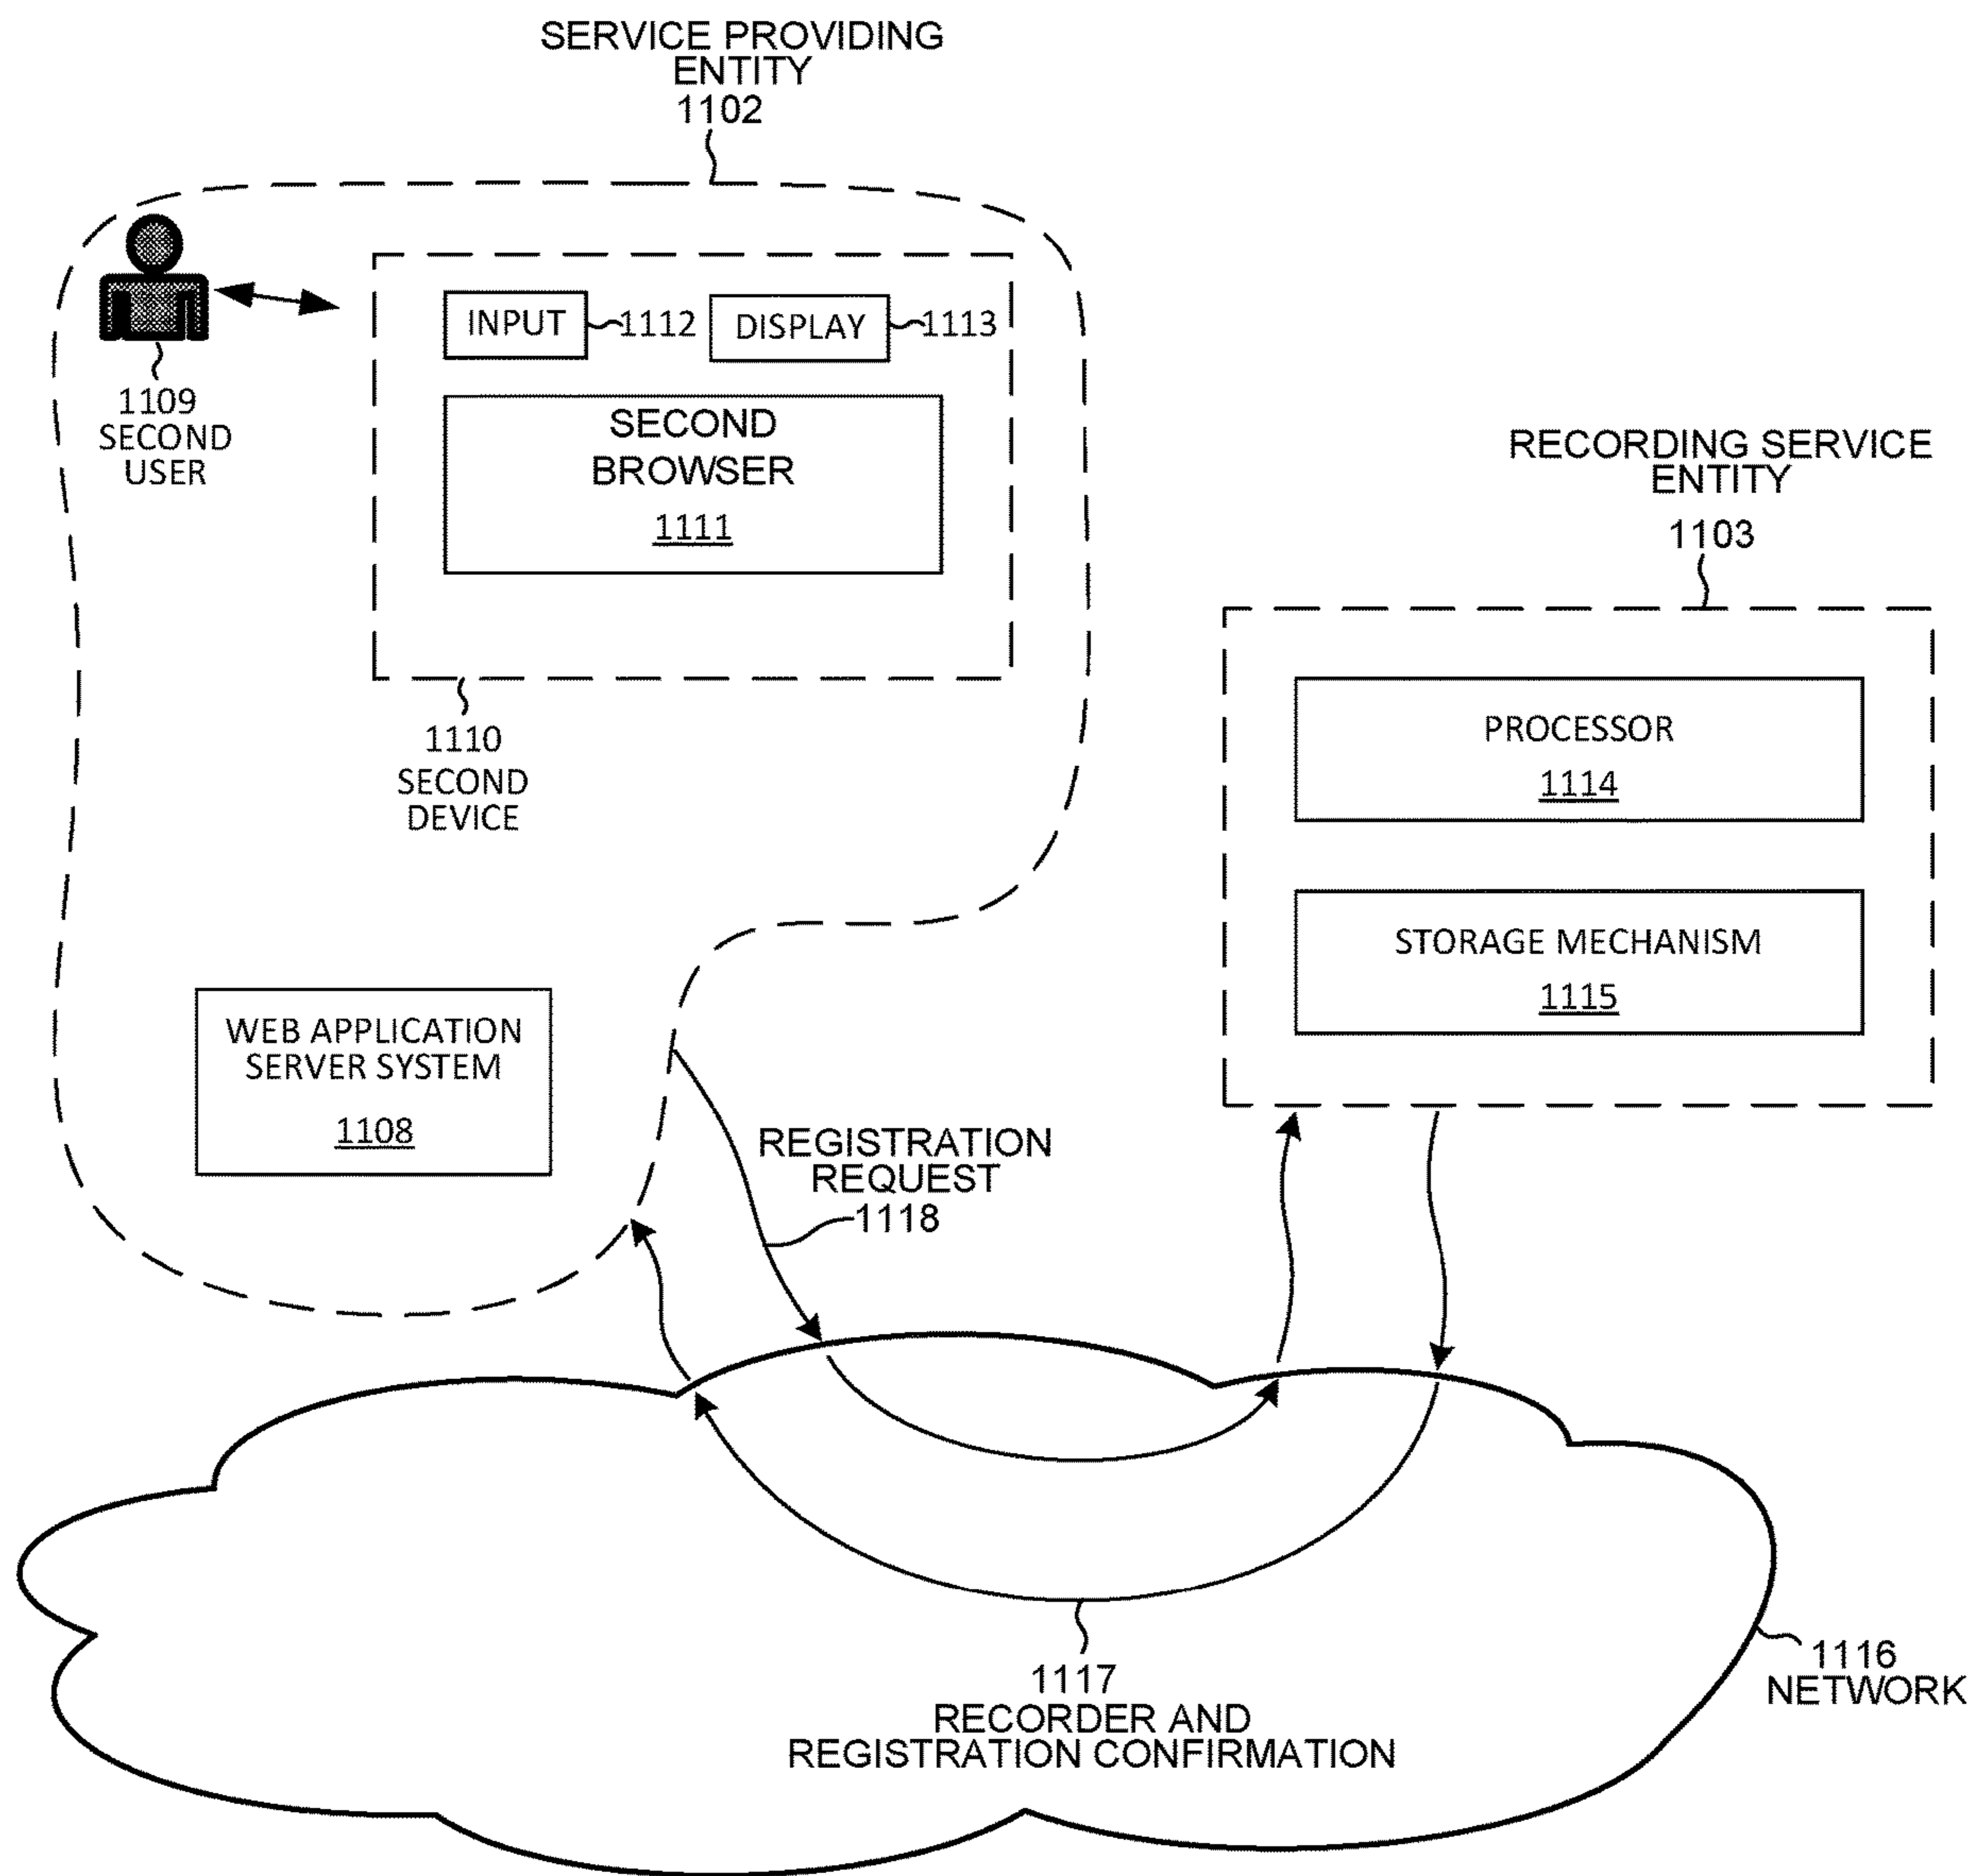 SERVICE PROVIDING
ENTITY
1102
INPUT
1112
DISPLAY
1113
1109
SECOND
USER
SECOND
BROWSER
1111
1110
SECOND
DEVICE
RECORDING SERVICE
ENTITY
1103
PROCESSOR
1114
STORAGE MECHANISM
1115
WEB APPLICATION
SERVER SYSTEM
1108
REGISTRATION
REQUEST
1118
1117
RECORDER AND
REGISTRATION CONFIRMATION
1116
NETWORK